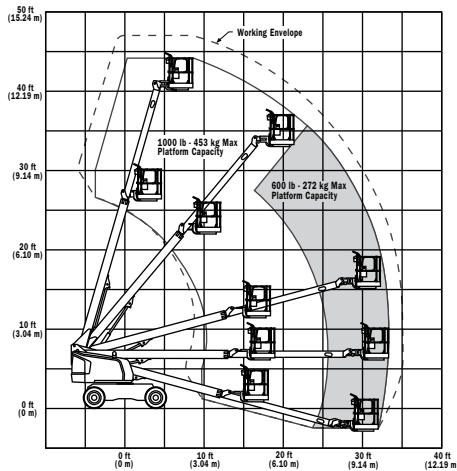 50 ft
(15.24 m)
Working Envelope
40 ft
(12.19 m)
1000 lb - 453 kg Max
Platform Capacity
30 ft
(9.14 m)
600 lb - 272 kg Max
Platform Capacity
20 ft
(6.10 m)
10 ft
(3.04 m)
0 ft
(0 m)
0 ft
(0 m)
10 ft
(3.04 m)
20 ft
(6.10 m)
30 ft
(9.14 m)
40 ft
(12.19 m